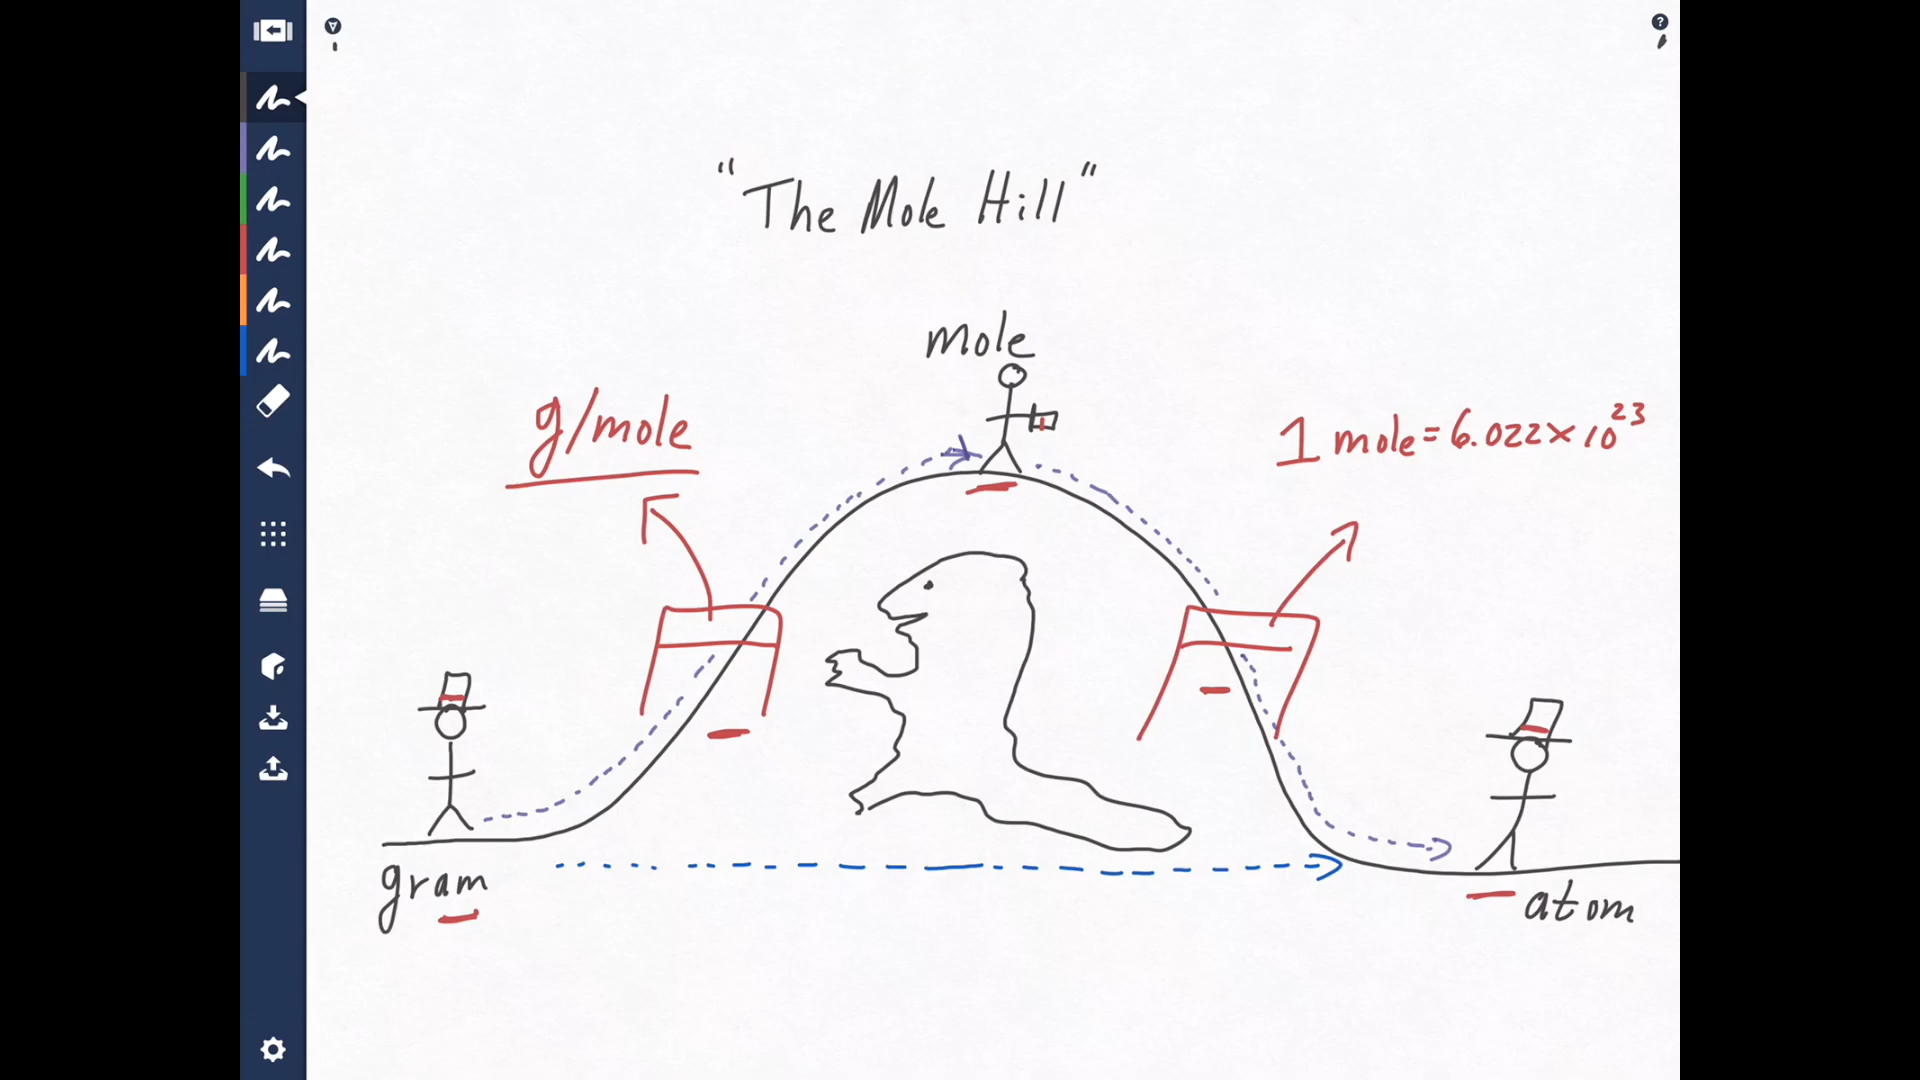 "The Mole Hill"
mole
g/mole
1 mole = 6.022 × 10²³
gram
atom